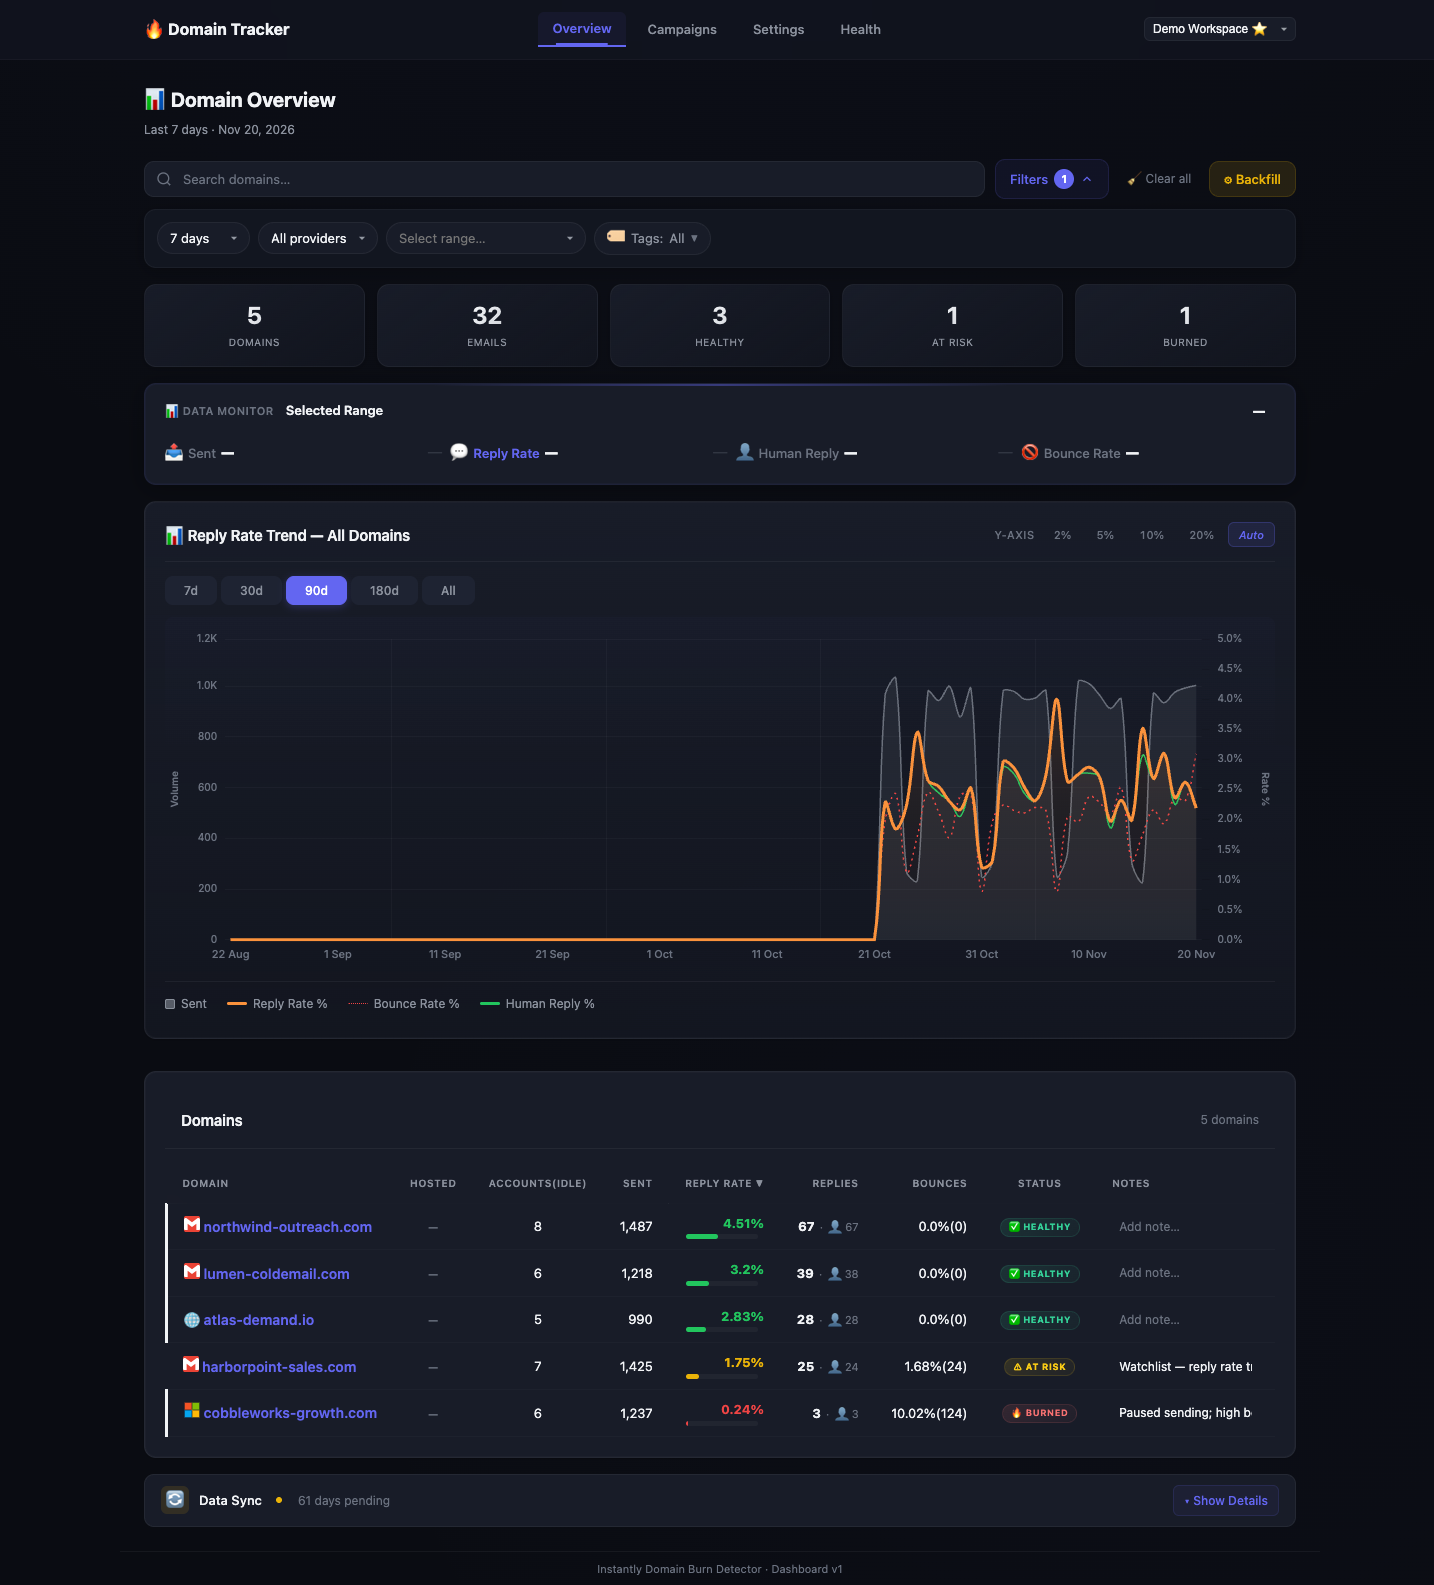 🔥 Domain Tracker
Overview
Campaigns
Settings
Health
Demo Workspace ⭐
📊 Domain Overview
Last 7 days · Nov 20, 2026
Search domains...
Filters 1
🧹 Clear all
⚙ Backfill
7 days
All providers
Select range...
🏷️ Tags: All ▾
5
DOMAINS
32
EMAILS
3
HEALTHY
1
AT RISK
1
BURNED
📊 DATA MONITOR Selected Range —
📤 Sent —
— 💬 Reply Rate —
— 👤 Human Reply —
— 🚫 Bounce Rate —
📊 Reply Rate Trend — All Domains
Y-AXIS 2% 5% 10% 20% Auto
7d 30d 90d 180d All
1.2K
1.0K
800
600
400
200
0
Volume
5.0%
4.5%
4.0%
3.5%
3.0%
2.5%
2.0%
1.5%
1.0%
0.5%
0.0%
Rate %
22 Aug 1 Sep 11 Sep 21 Sep 1 Oct 11 Oct 21 Oct 31 Oct 10 Nov 20 Nov
Sent Reply Rate % Bounce Rate % Human Reply %
Domains
5 domains
DOMAIN HOSTED ACCOUNTS(IDLE) SENT REPLY RATE ▼ REPLIES BOUNCES STATUS NOTES
northwind-outreach.com — 8 1,487 4.51% 67 · 👤 67 0.0%(0) ✅ HEALTHY Add note...
lumen-coldemail.com — 6 1,218 3.2% 39 · 👤 38 0.0%(0) ✅ HEALTHY Add note...
atlas-demand.io — 5 990 2.83% 28 · 👤 28 0.0%(0) ✅ HEALTHY Add note...
harborpoint-sales.com — 7 1,425 1.75% 25 · 👤 24 1.68%(24) ⚠ AT RISK Watchlist — reply rate tr
cobbleworks-growth.com — 6 1,237 0.24% 3 · 👤 3 10.02%(124) 🔥 BURNED Paused sending; high b
🔄 Data Sync 61 days pending
▾ Show Details
Instantly Domain Burn Detector · Dashboard v1